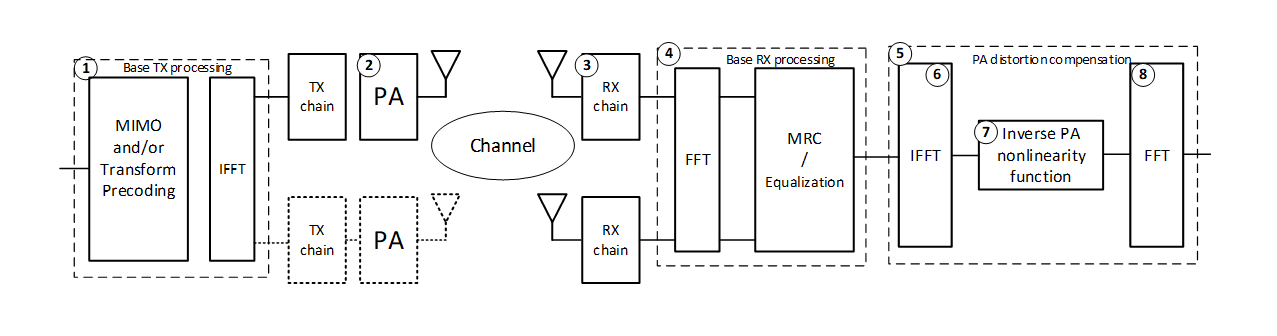 1
Base TX processing
MIMO
and/or
Transform
Precoding
IFFT
TX
chain
2
PA
TX
chain
PA
Channel
3
RX
chain
RX
chain
4
Base RX processing
FFT
MRC
/
Equalization
5
PA distortion compensation
6
IFFT
7
Inverse PA
nonlinearity
function
8
FFT